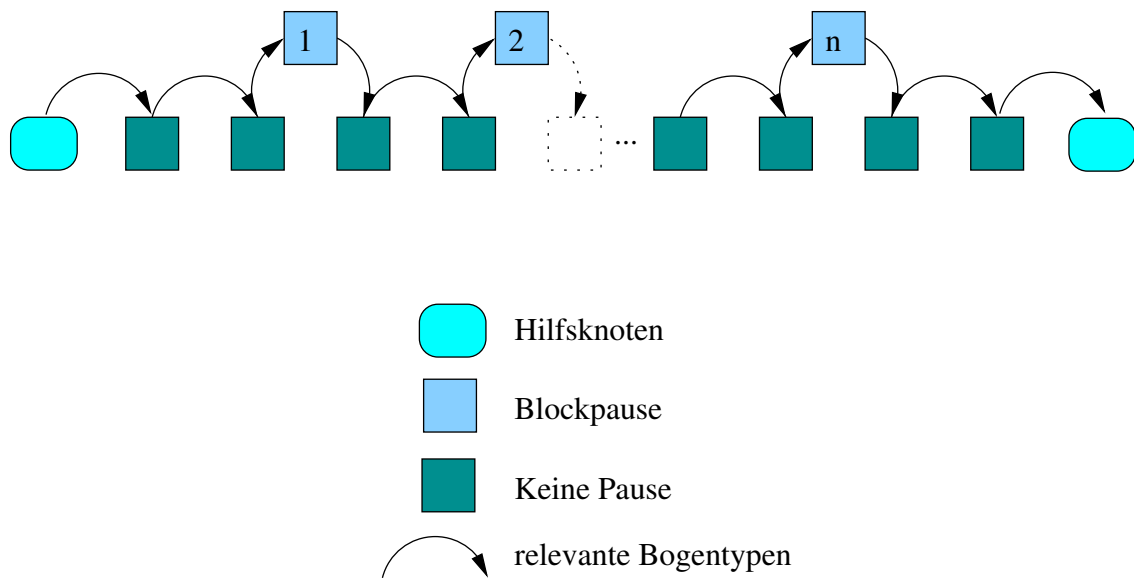 1
2
n
...
Hilfsknoten
Blockpause
Keine Pause
relevante Bogentypen